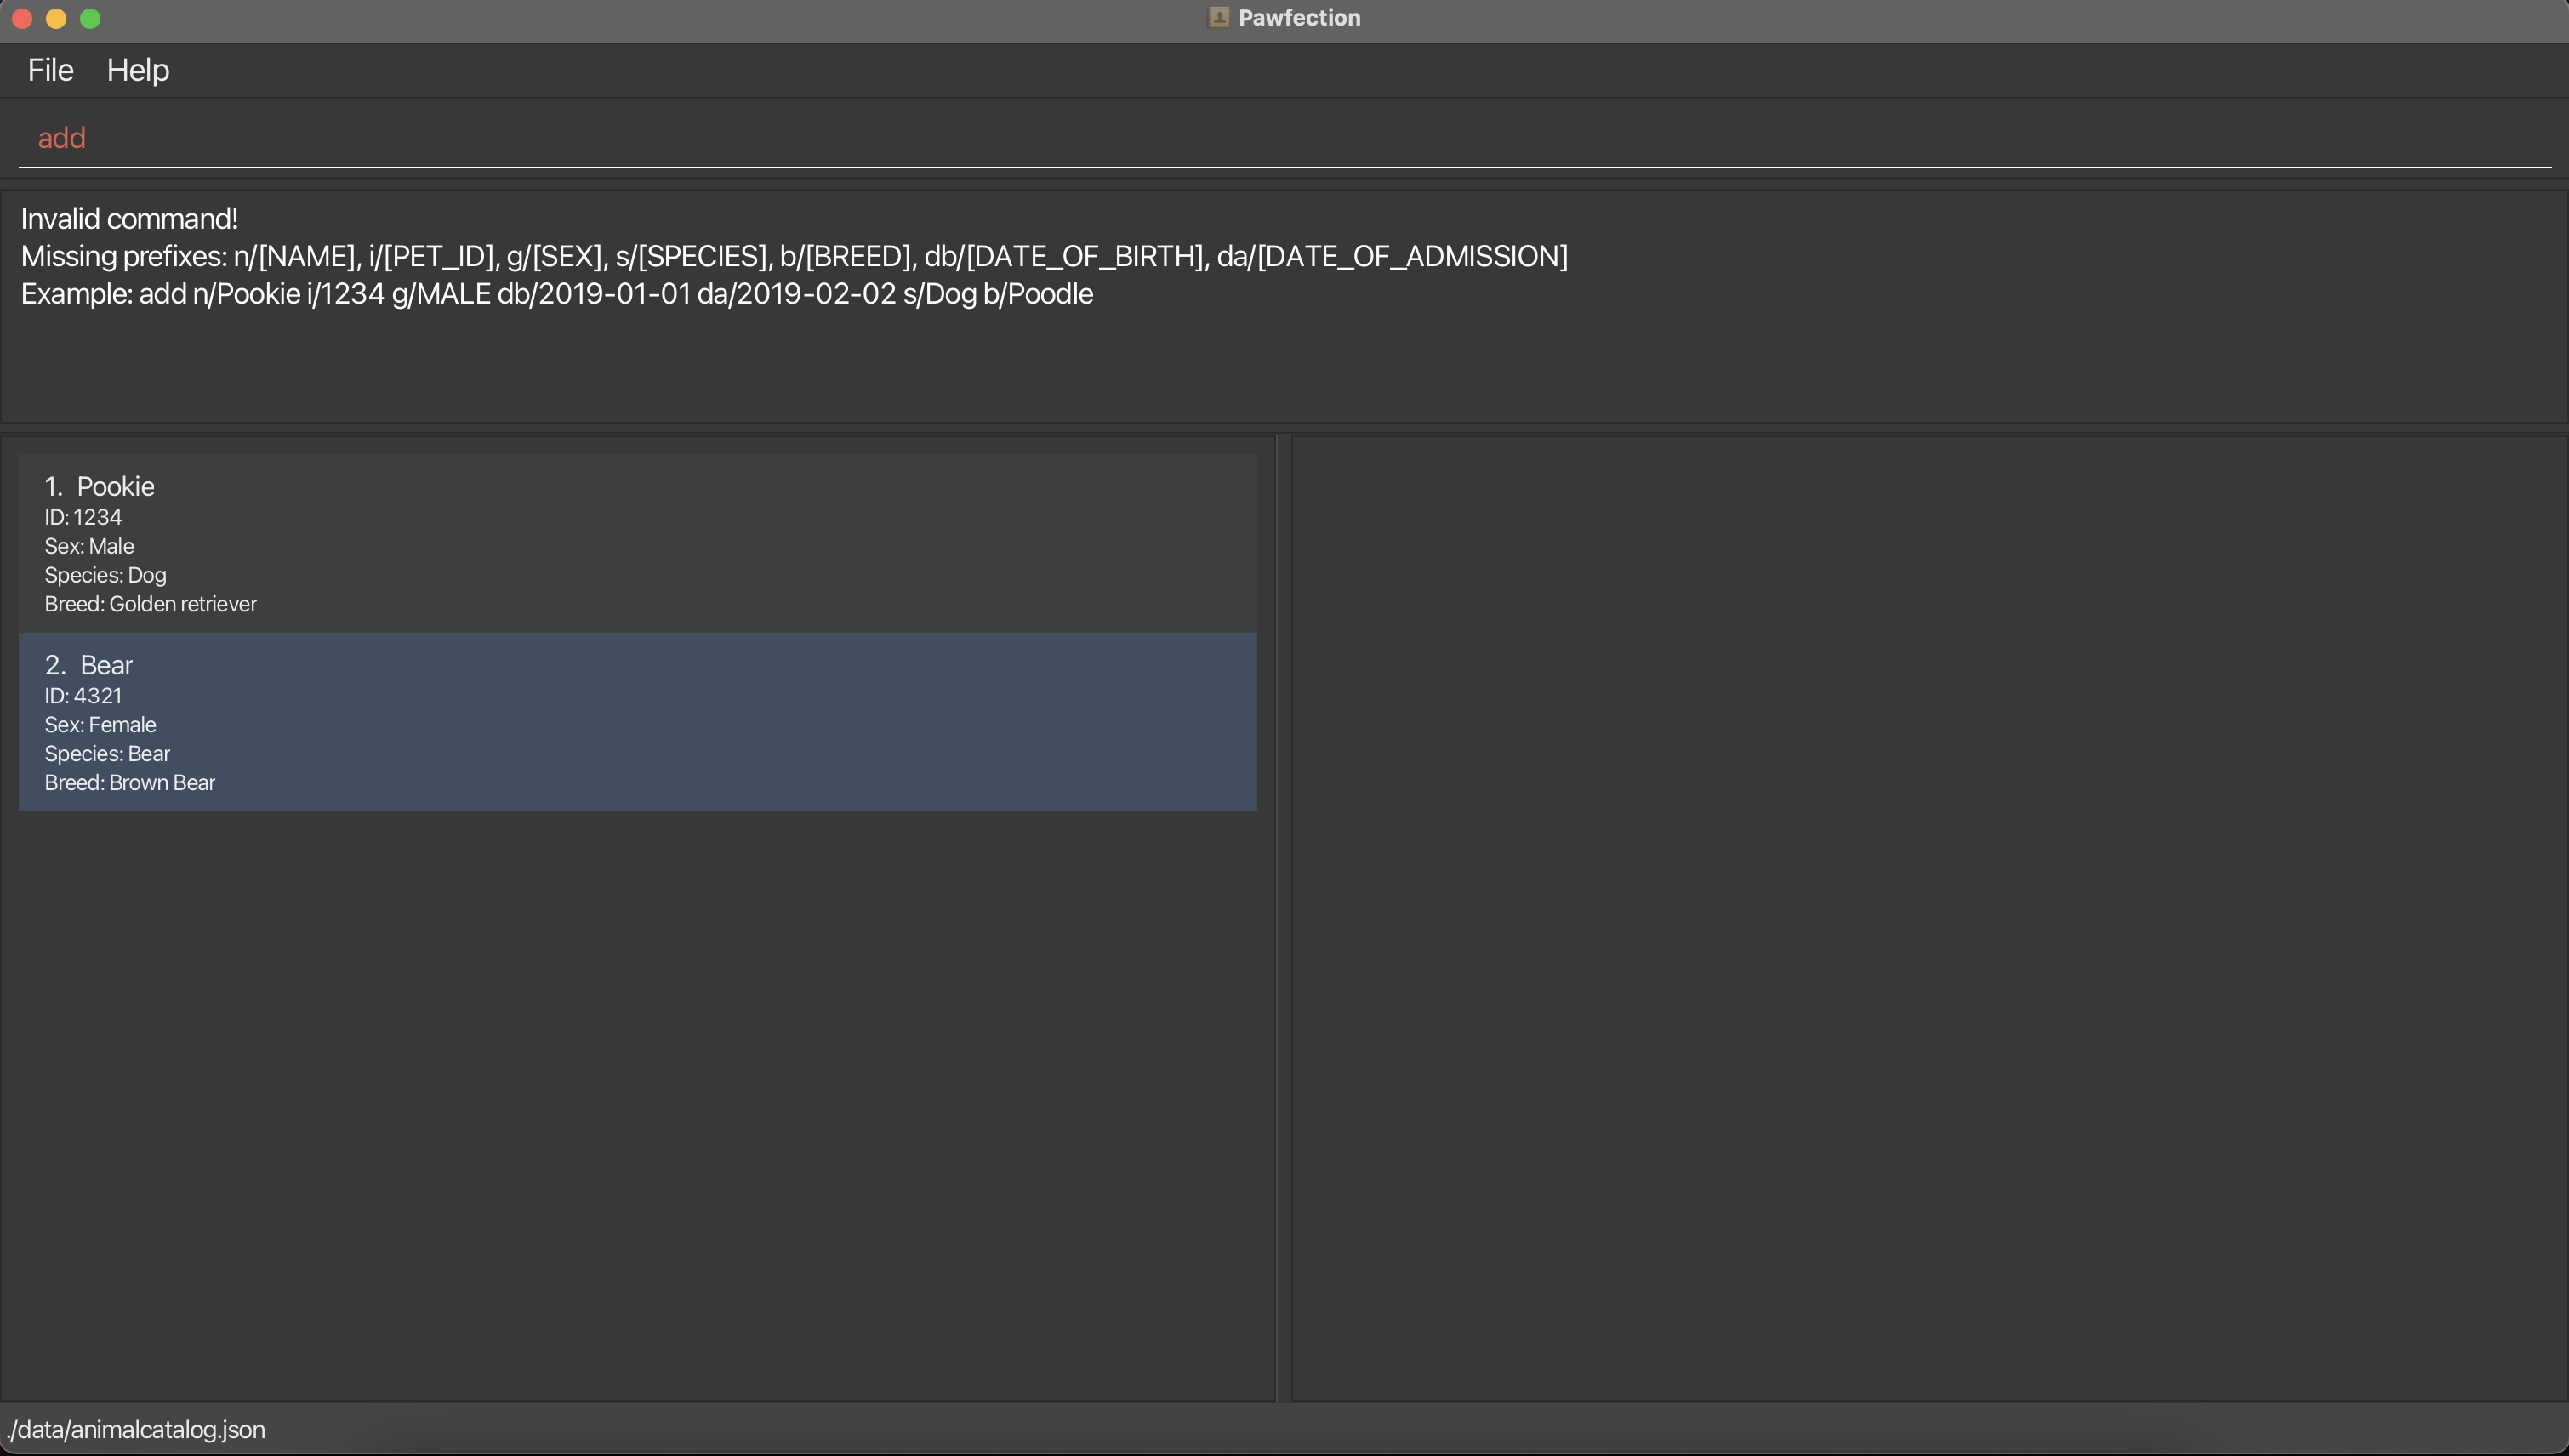 Pawfection
File Help
add
Invalid command!
Missing prefixes: n/[NAME], i/[PET_ID], g/[SEX], s/[SPECIES], b/[BREED], db/[DATE_OF_BIRTH], da/[DATE_OF_ADMISSION]
Example: add n/Pookie i/1234 g/MALE db/2019-01-01 da/2019-02-02 s/Dog b/Poodle
1. Pookie
ID: 1234
Sex: Male
Species: Dog
Breed: Golden retriever
2. Bear
ID: 4321
Sex: Female
Species: Bear
Breed: Brown Bear
./data/animalcatalog.json